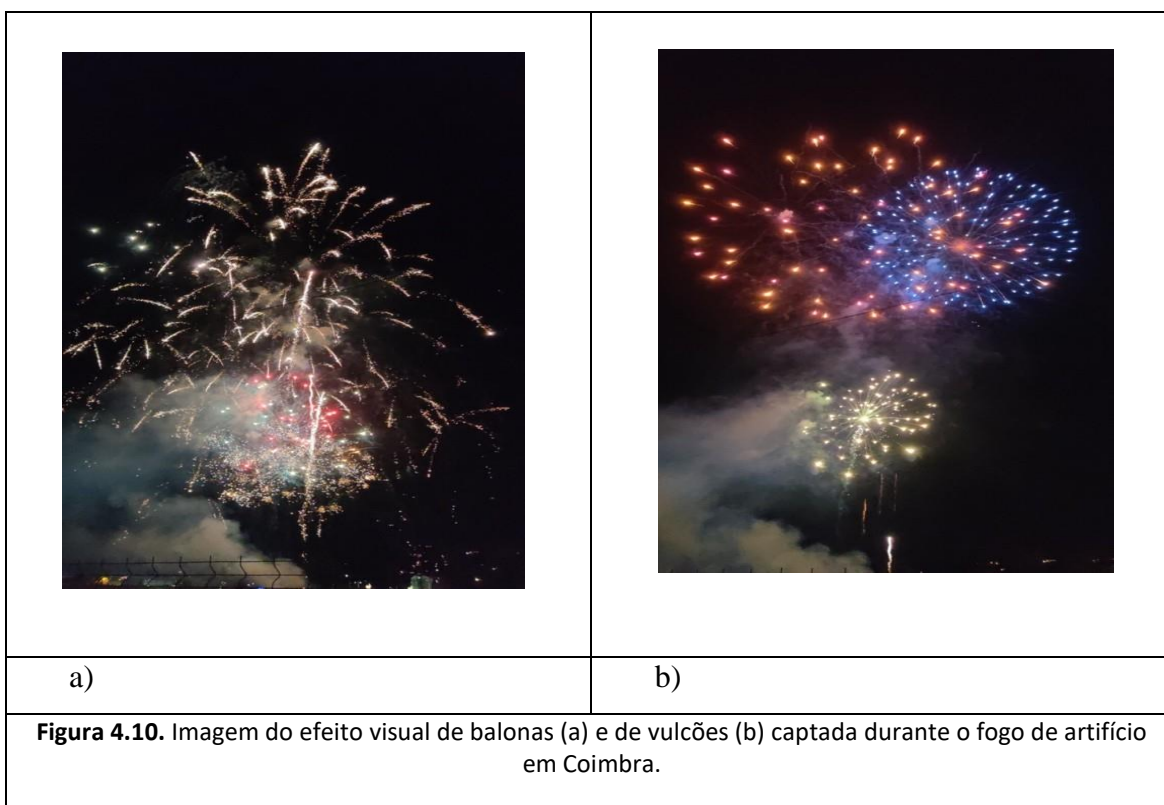 a)
b)
Figura 4.10. Imagem do efeito visual de balonas (a) e de vulcões (b) captada durante o fogo de artifício
em Coimbra.